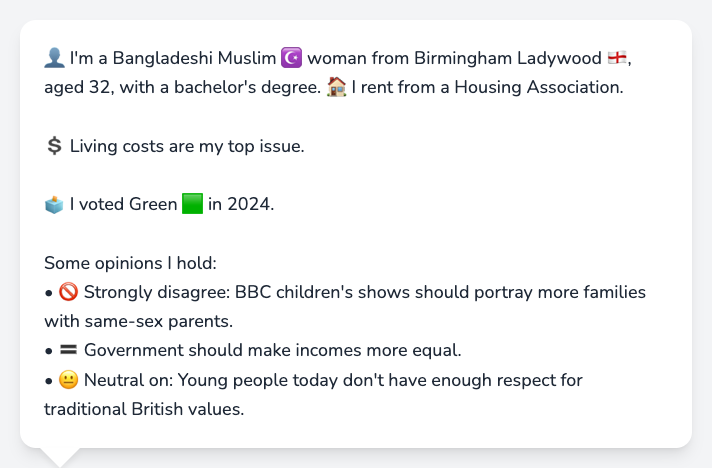 👤 I'm a Bangladeshi Muslim ☪️ woman from Birmingham Ladywood 🏴󠁧󠁢󠁥󠁮󠁧󠁿,
aged 32, with a bachelor's degree. 🏠 I rent from a Housing Association.
💲 Living costs are my top issue.
🗳️ I voted Green 🟩 in 2024.
Some opinions I hold:
• 🚫 Strongly disagree: BBC children's shows should portray more families
with same-sex parents.
• 🟰 Government should make incomes more equal.
• 😐 Neutral on: Young people today don't have enough respect for
traditional British values.